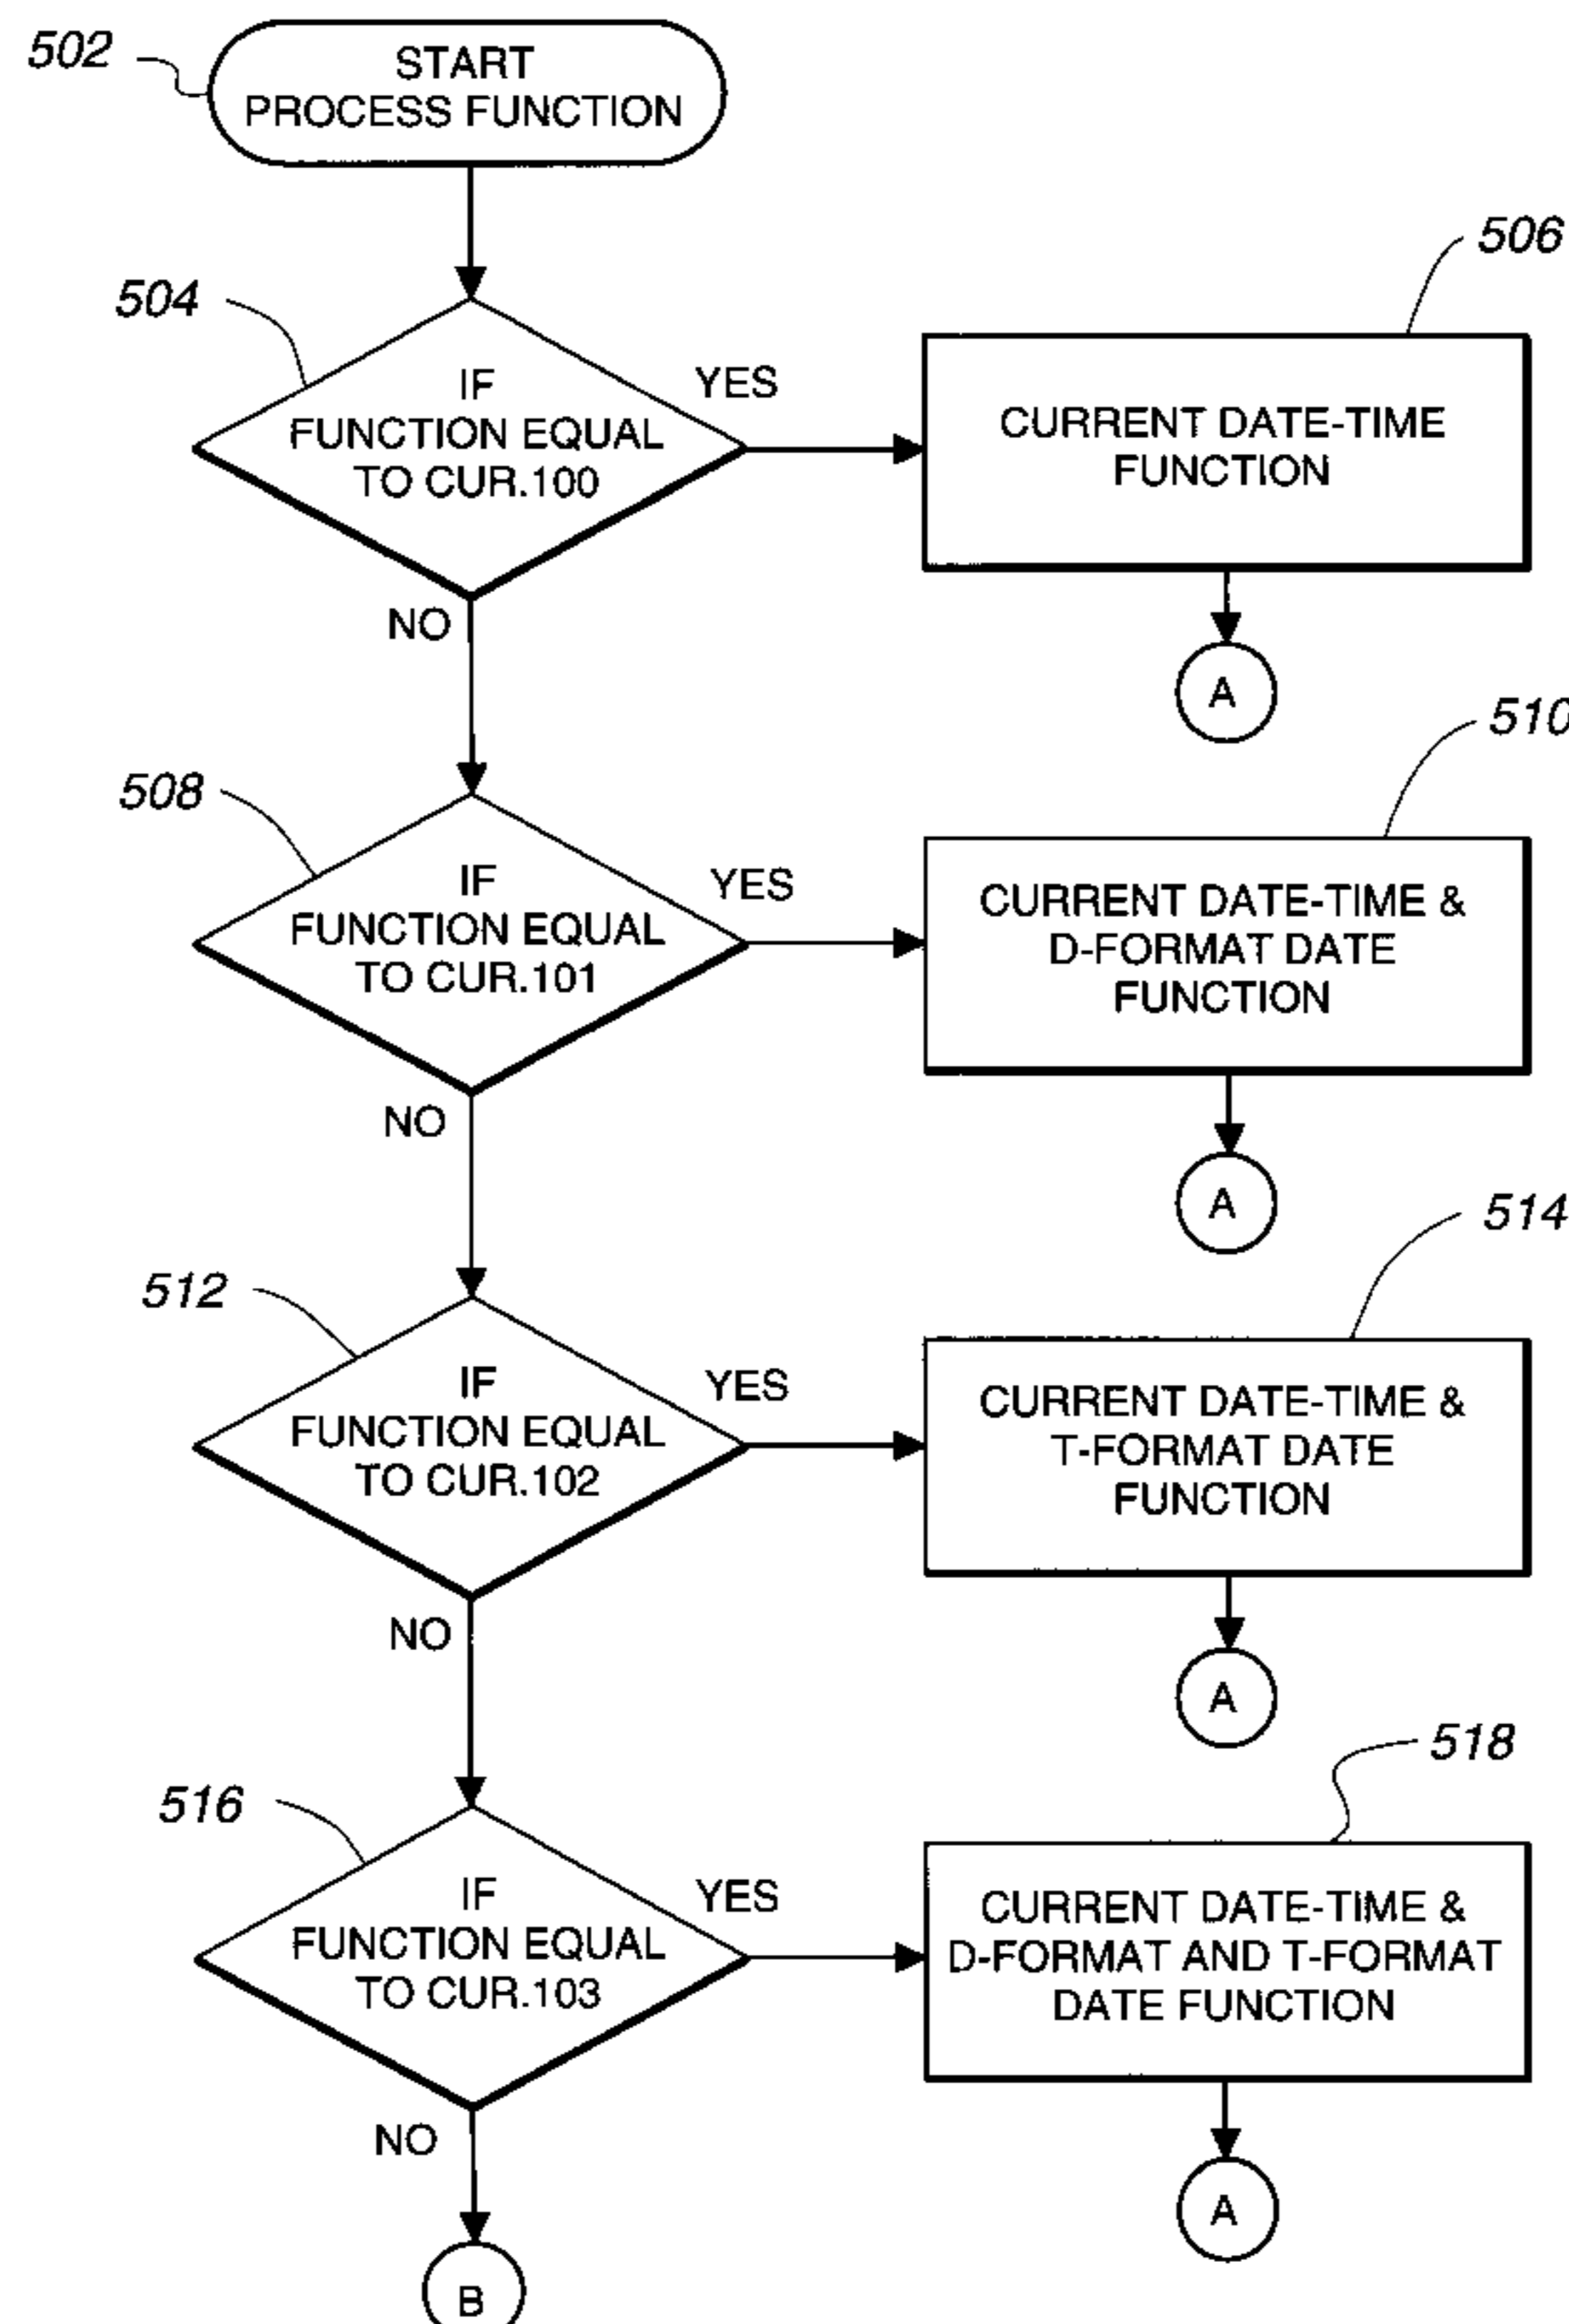 502
START
PROCESS FUNCTION
504
IF
FUNCTION EQUAL
TO CUR.100
YES
NO
506
CURRENT DATE-TIME
FUNCTION
A
508
IF
FUNCTION EQUAL
TO CUR.101
YES
NO
510
CURRENT DATE-TIME &
D-FORMAT DATE
FUNCTION
A
512
IF
FUNCTION EQUAL
TO CUR.102
YES
NO
514
CURRENT DATE-TIME &
T-FORMAT DATE
FUNCTION
A
516
IF
FUNCTION EQUAL
TO CUR.103
YES
NO
518
CURRENT DATE-TIME &
D-FORMAT AND T-FORMAT
DATE FUNCTION
A
B